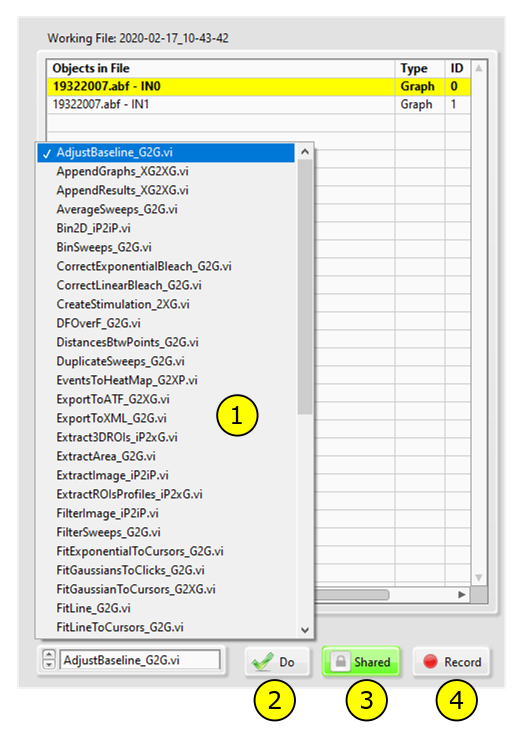 Working File: 2020-02-17_10-43-42
Objects in File Type ID
19322007.abf - IN0 Graph 0
19322007.abf - IN1 Graph 1
✓ AdjustBaseline_G2G.vi
AppendGraphs_XG2XG.vi
AppendResults_XG2XG.vi
AverageSweeps_G2G.vi
Bin2D_iP2iP.vi
BinSweeps_G2G.vi
CorrectExponentialBleach_G2G.vi
CorrectLinearBleach_G2G.vi
CreateStimulation_2XG.vi
DFOverF_G2G.vi
DistancesBtwPoints_G2G.vi
DuplicateSweeps_G2G.vi
EventsToHeatMap_G2XP.vi
ExportToATF_G2XG.vi
ExportToXML_G2G.vi
1
Extract3DROIs_iP2xG.vi
ExtractArea_G2G.vi
ExtractImage_iP2iP.vi
ExtractROIsProfiles_iP2xG.vi
FilterImage_iP2iP.vi
FilterSweeps_G2G.vi
FitExponentialToCursors_G2G.vi
FitGaussiansToClicks_G2G.vi
FitGaussianToCursors_G2XG.vi
FitLine_G2G.vi
FitLineToCursors_G2G.vi
AdjustBaseline_G2G.vi Do Shared Record
2 3 4